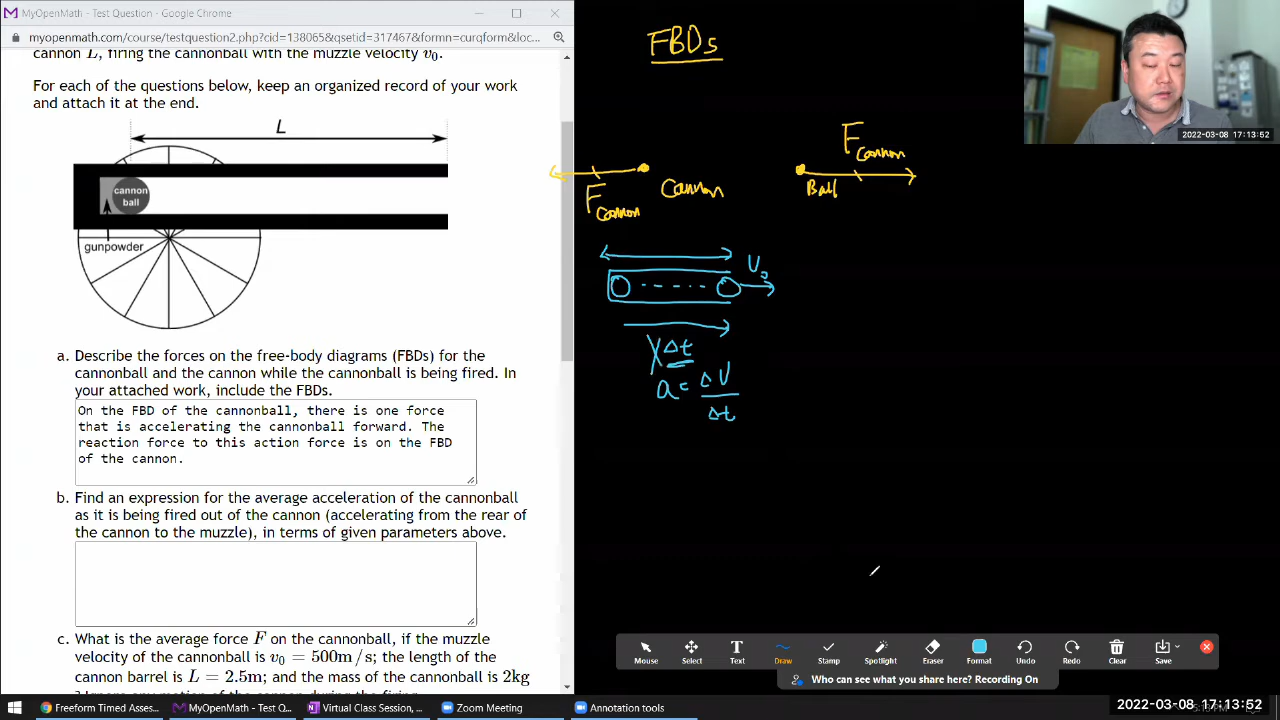 MyOpenMath - Test Question - Google Chrome
myopenmath.com/course/testquestion2.php?cid=138065&qsetid=317467&formn=curqform&loc...
cannon L, firing the cannonball with the muzzle velocity v₀.
For each of the questions below, keep an organized record of your work
and attach it at the end.
L
cannon
ball
gunpowder
a. Describe the forces on the free-body diagrams (FBDs) for the
cannonball and the cannon while the cannonball is being fired. In
your attached work, include the FBDs.
On the FBD of the cannonball, there is one force
that is accelerating the cannonball forward. The
reaction force to this action force is on the FBD
of the cannon.
b. Find an expression for the average acceleration of the cannonball
as it is being fired out of the cannon (accelerating from the rear of
the cannon to the muzzle), in terms of given parameters above.
c. What is the average force F on the cannonball, if the muzzle
velocity of the cannonball is v₀ = 500m/s; the length of the
cannon barrel is L = 2.5m; and the mass of the cannonball is 2kg
FBDs
F cannon
Cannon
F cannon
Ball
V₀
Δt
a = ΔV
Δt
2022-03-08 17:13:52
Mouse
Select
Text
Draw
Stamp
Spotlight
Eraser
Format
Undo
Redo
Clear
Save
Who can see what you share here? Recording On
Freeform Timed Asses...
MyOpenMath - Test Q...
Virtual Class Session, ...
Zoom Meeting
Annotation tools
2022-03-08 17:13:52